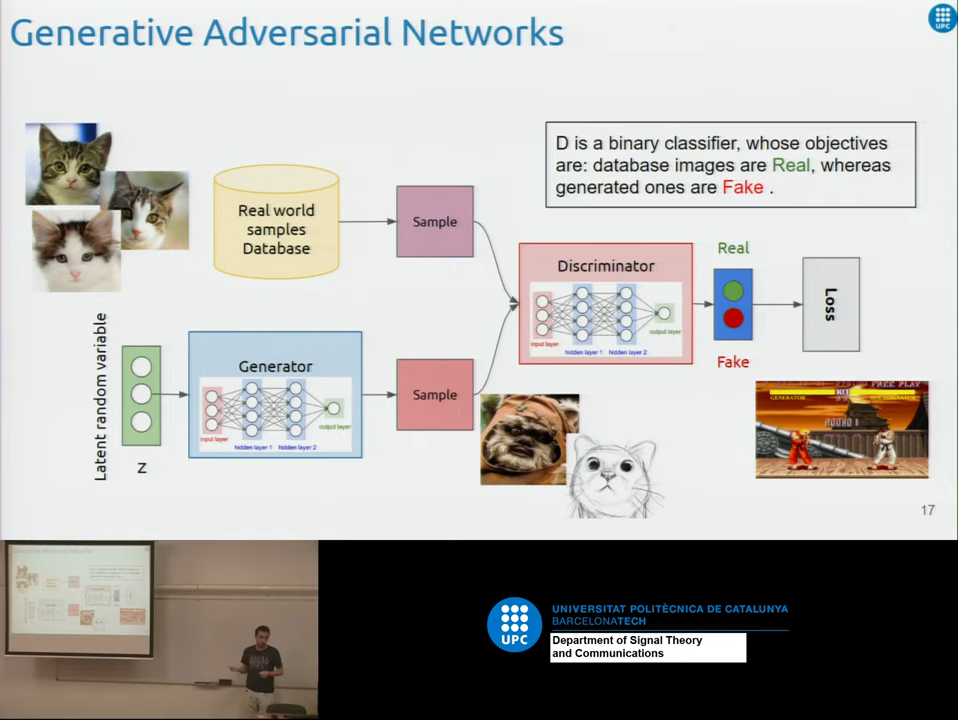 Generative Adversarial Networks
UPC
D is a binary classifier, whose objectives
are: database images are Real, whereas
generated ones are Fake .
Real world
samples
Database
Sample
Real
Discriminator
input layer
hidden layer 1
hidden layer 2
output layer
Loss
Fake
Latent random variable
Generator
input layer
hidden layer 1
hidden layer 2
output layer
Sample
z
FREE PLAY
GENERATOR
KO
ROUND 1
17
UPC
UNIVERSITAT POLITÈCNICA DE CATALUNYA
BARCELONATECH
Department of Signal Theory
and Communications